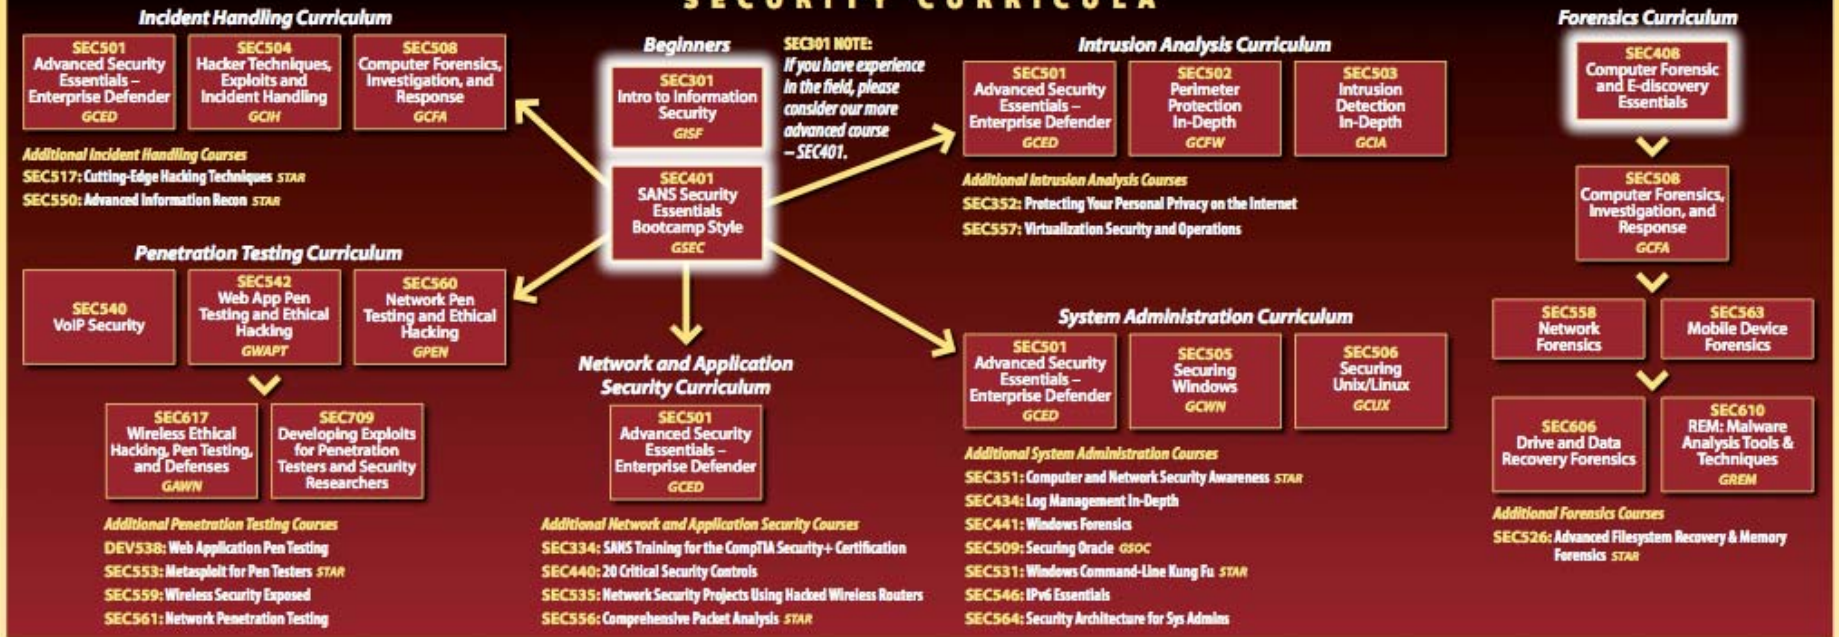 SECURITY CURRICULA
Incident Handling Curriculum
SEC501
Advanced Security
Essentials –
Enterprise Defender
GCED
SEC504
Hacker Techniques,
Exploits and
Incident Handling
GCIH
SEC508
Computer Forensics,
Investigation, and
Response
GCFA
Additional Incident Handling Courses
SEC517: Cutting-Edge Hacking Techniques STAR
SEC550: Advanced Information Recon STAR
Penetration Testing Curriculum
SEC540
VoIP Security
SEC542
Web App Pen
Testing and Ethical
Hacking
GWAPT
SEC560
Network Pen
Testing and Ethical
Hacking
GPEN
SEC617
Wireless Ethical
Hacking, Pen Testing,
and Defenses
GAWN
SEC709
Developing Exploits
for Penetration
Testers and Security
Researchers
Additional Penetration Testing Courses
DEV538: Web Application Pen Testing
SEC553: Metasploit for Pen Testers STAR
SEC559: Wireless Security Exposed
SEC561: Network Penetration Testing
Beginners
SEC301
Intro to Information
Security
GISF
SEC301 NOTE:
If you have experience
in the field, please
consider our more
advanced course
– SEC401.
SEC401
SANS Security
Essentials
Bootcamp Style
GSEC
Network and Application
Security Curriculum
SEC501
Advanced Security
Essentials –
Enterprise Defender
GCED
Additional Network and Application Security Courses
SEC334: SANS Training for the CompTIA Security+ Certification
SEC440: 20 Critical Security Controls
SEC535: Network Security Projects Using Hacked Wireless Routers
SEC556: Comprehensive Packet Analysis STAR
Intrusion Analysis Curriculum
SEC501
Advanced Security
Essentials –
Enterprise Defender
GCED
SEC502
Perimeter
Protection
In-Depth
GCFW
SEC503
Intrusion
Detection
In-Depth
GCIA
Additional Intrusion Analysis Courses
SEC352: Protecting Your Personal Privacy on the Internet
SEC557: Virtualization Security and Operations
System Administration Curriculum
SEC501
Advanced Security
Essentials –
Enterprise Defender
GCED
SEC505
Securing
Windows
GCWN
SEC506
Securing
Unix/Linux
GCUX
Additional System Administration Courses
SEC351: Computer and Network Security Awareness STAR
SEC434: Log Management In-Depth
SEC441: Windows Forensics
SEC509: Securing Oracle GSOC
SEC531: Windows Command-Line Kung Fu STAR
SEC546: IPv6 Essentials
SEC564: Security Architecture for Sys Admins
Forensics Curriculum
SEC408
Computer Forensic
and E-discovery
Essentials
SEC508
Computer Forensics,
Investigation, and
Response
GCFA
SEC558
Network
Forensics
SEC563
Mobile Device
Forensics
SEC606
Drive and Data
Recovery Forensics
SEC610
REM: Malware
Analysis Tools &
Techniques
GREM
Additional Forensics Courses
SEC526: Advanced Filesystem Recovery & Memory
Forensics STAR